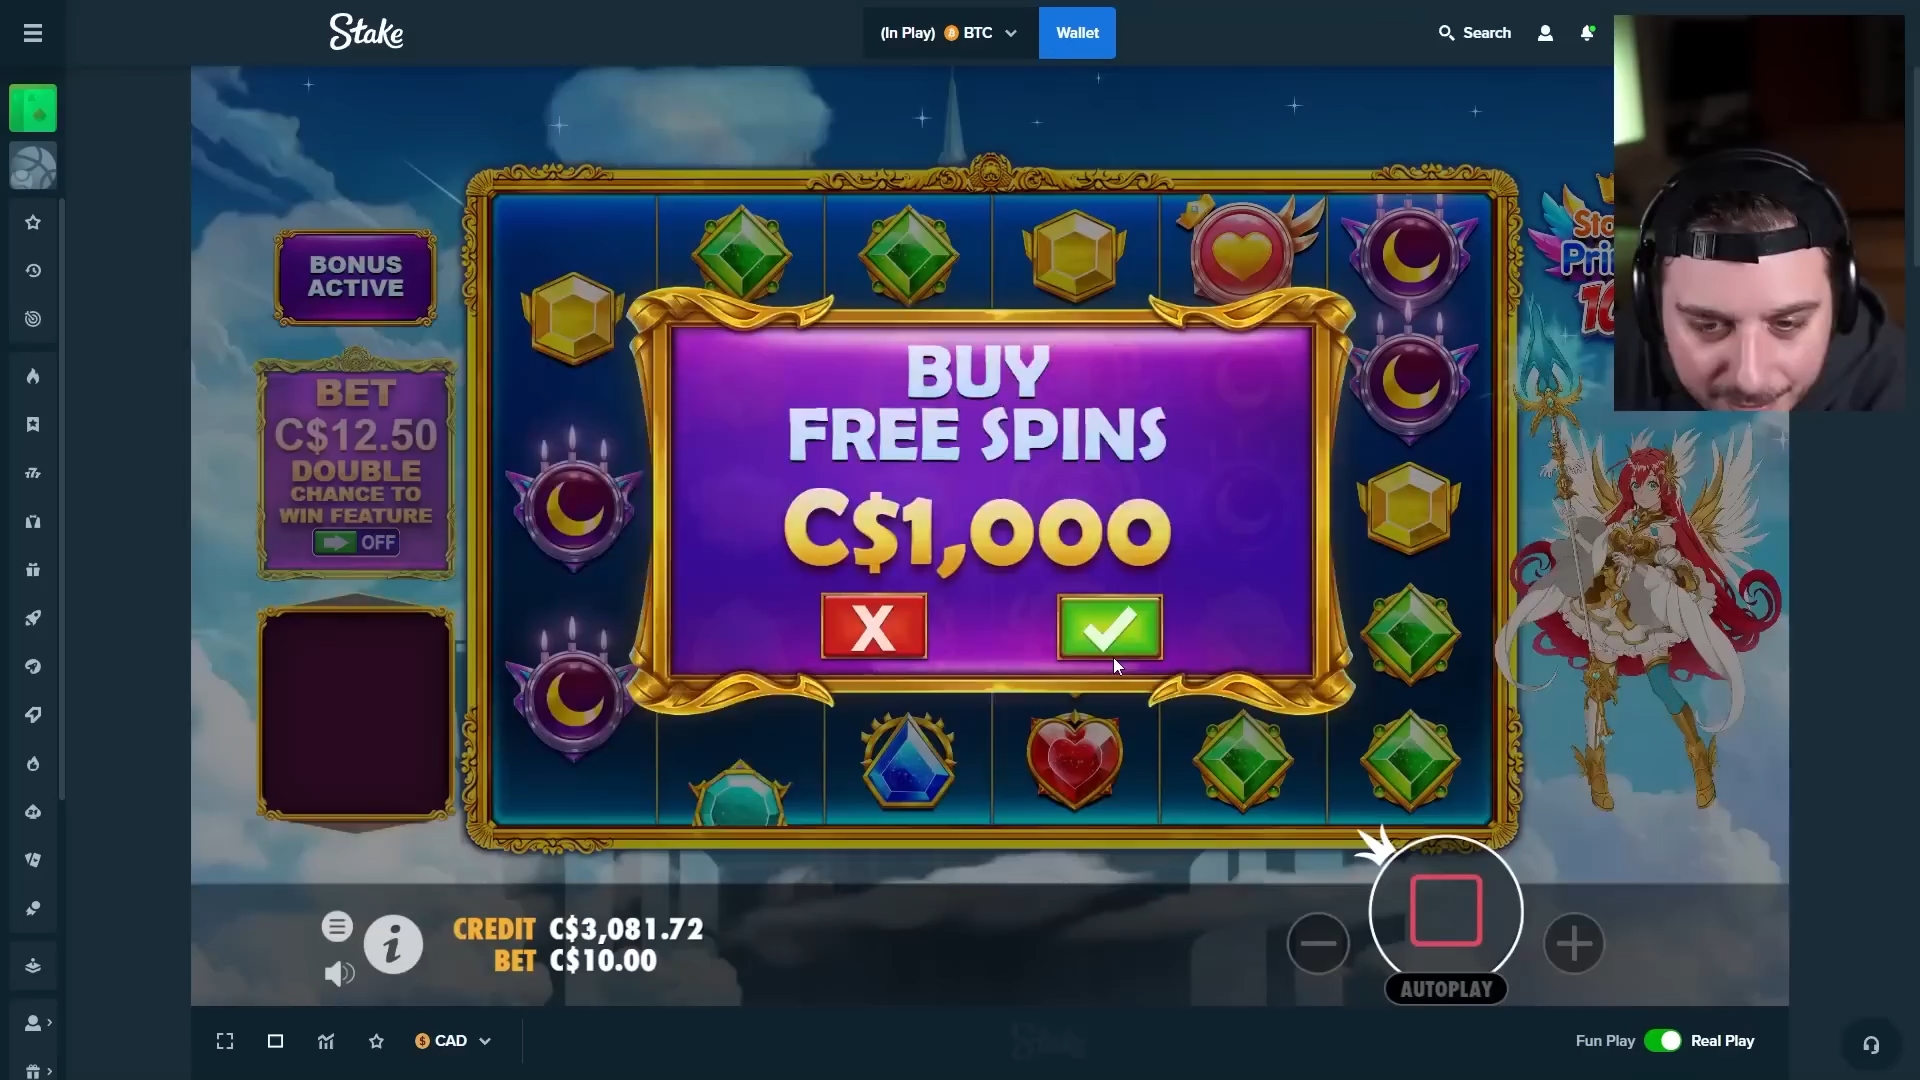 Stake
(In Play) BTC
Wallet
Search
BONUS
ACTIVE
BET
C$12.50
DOUBLE
CHANCE TO
WIN FEATURE
OFF
BUY
FREE SPINS
C$1,000
X
CREDIT C$3,081.72
BET C$10.00
AUTOPLAY
CAD
Stake
Fun Play
Real Play